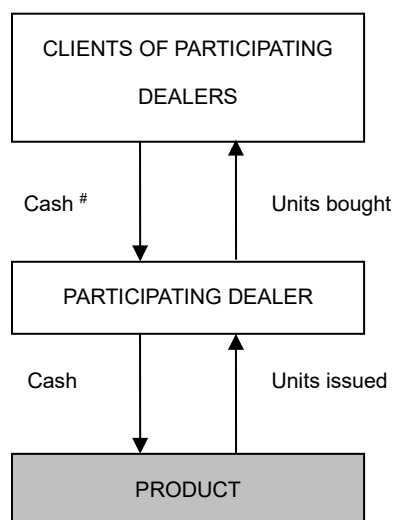 CLIENTS OF PARTICIPATING
DEALERS
Cash #
Units bought
PARTICIPATING DEALER
Cash
Units issued
PRODUCT